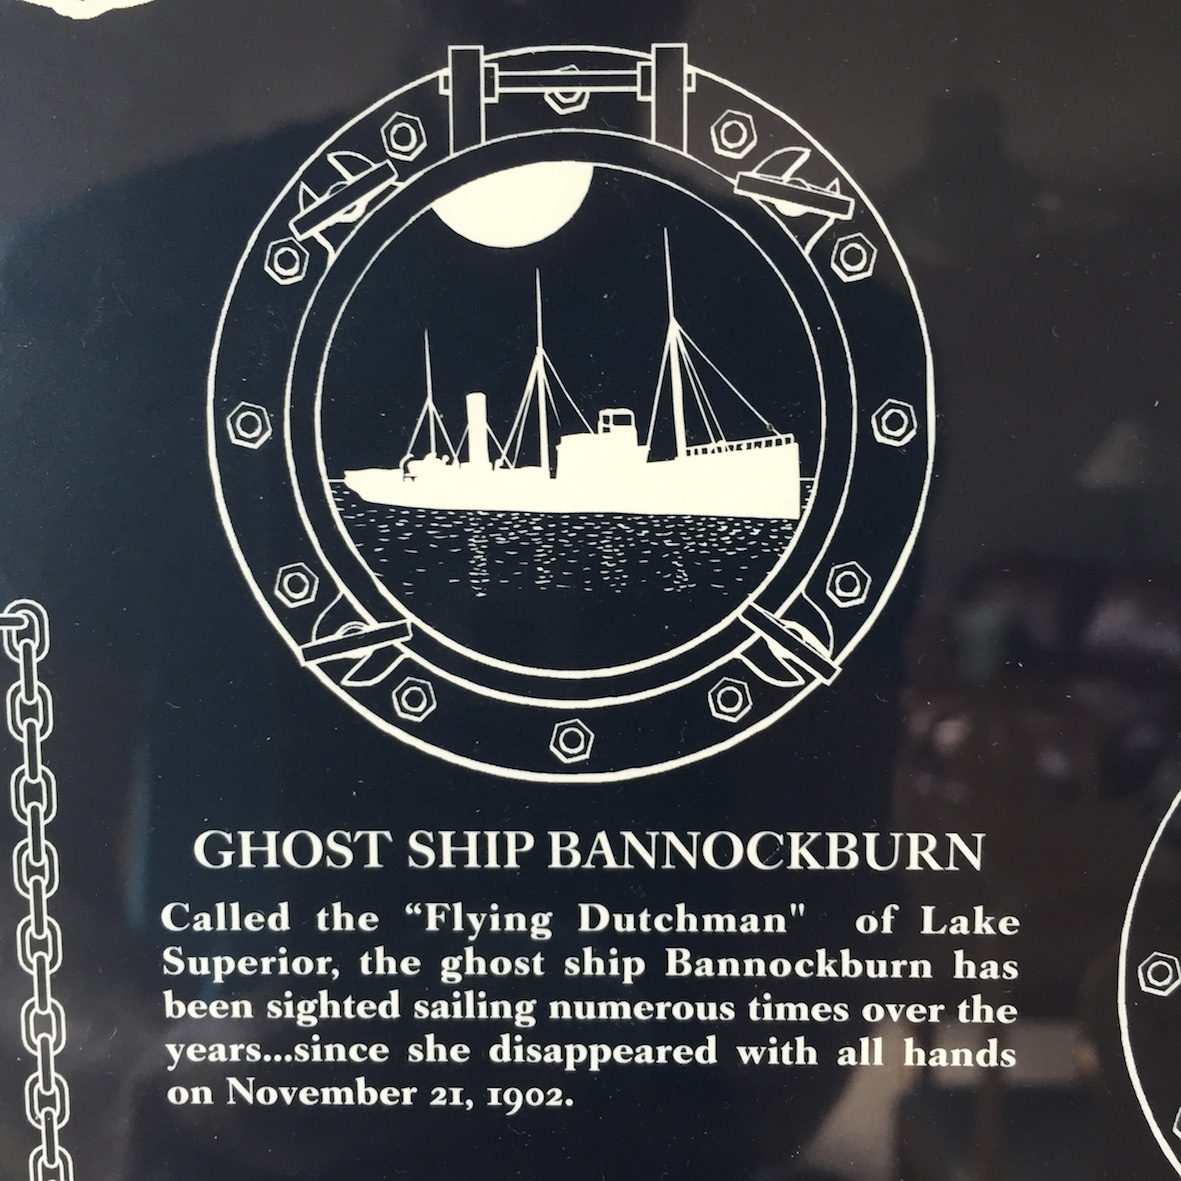 GHOST SHIP BANNOCKBURN
Called the “Flying Dutchman" of Lake
Superior, the ghost ship Bannockburn has
been sighted sailing numerous times over the
years...since she disappeared with all hands
on November 21, 1902.